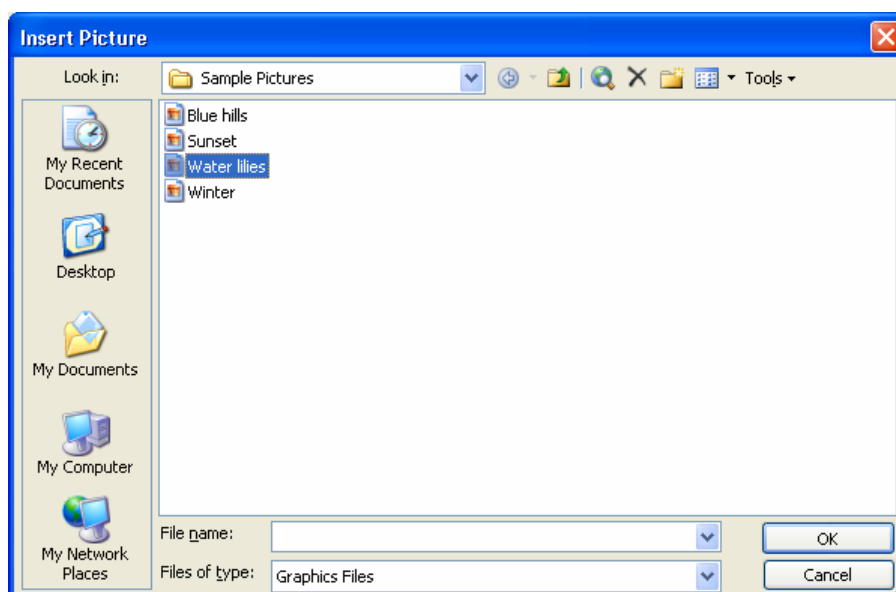 Insert Picture
Look in:
Sample Pictures
Tools
My Recent
Documents
Desktop
My Documents
My Computer
My Network
Places
Blue hills
Sunset
Water lilies
Winter
File name:
OK
Files of type:
Graphics Files
Cancel